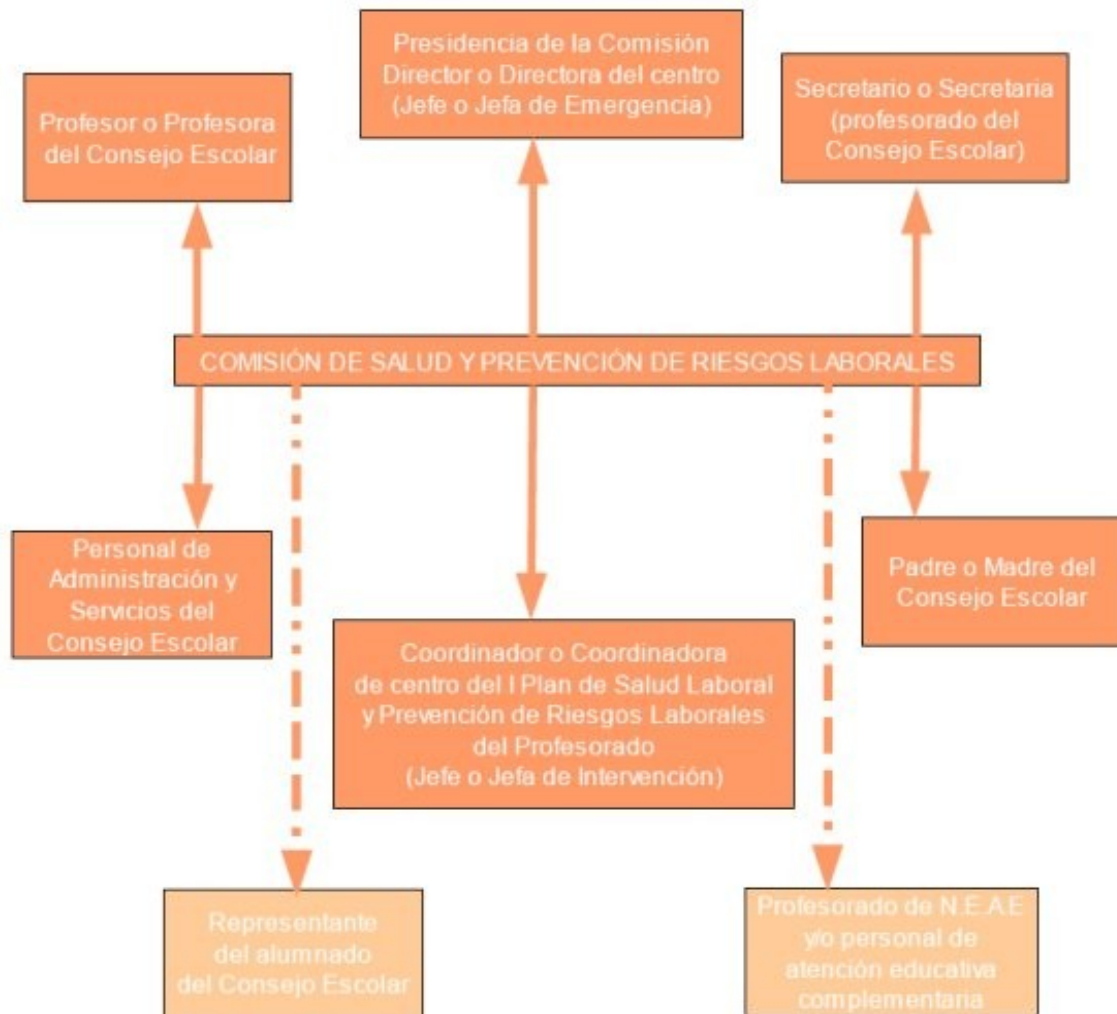 Presidencia de la Comisión
Director o Directora del centro
(Jefe o Jefa de Emergencia)
Profesor o Profesora
del Consejo Escolar
Secretario o Secretaria
(profesorado del
Consejo Escolar)
COMISIÓN DE SALUD Y PREVENCIÓN DE RIESGOS LABORALES
Personal de
Administración y
Servicios del
Consejo Escolar
Padre o Madre del
Consejo Escolar
Coordinador o Coordinadora
de centro del I Plan de Salud Laboral
y Prevención de Riesgos Laborales
del Profesorado
(Jefe o Jefa de Intervención)
Representante
del alumnado
del Consejo Escolar
Profesorado de N.E.A.E
y/o personal de
atención educativa
complementaria